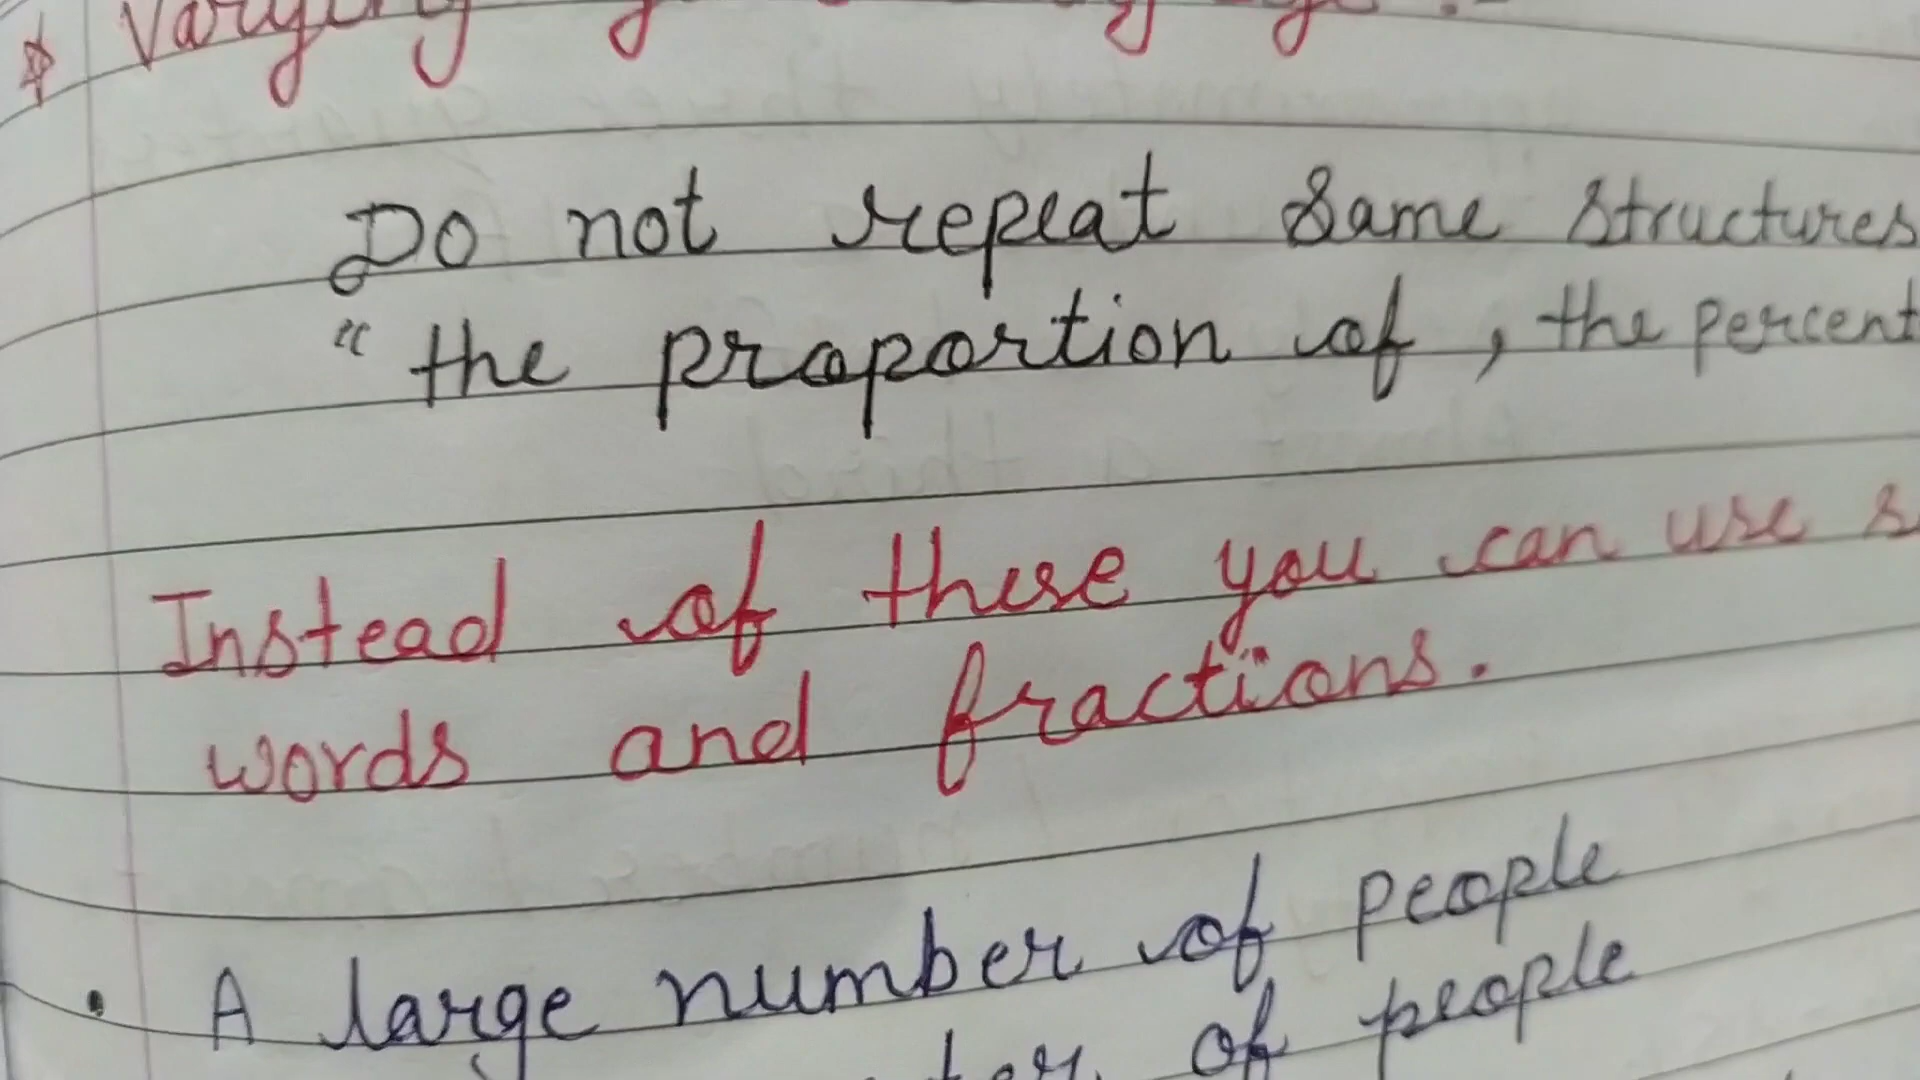 Varying
Do not repeat same structures
" the proportion of , the percent
Instead of these you can use s
words and fractions.
• A large number of people
of people